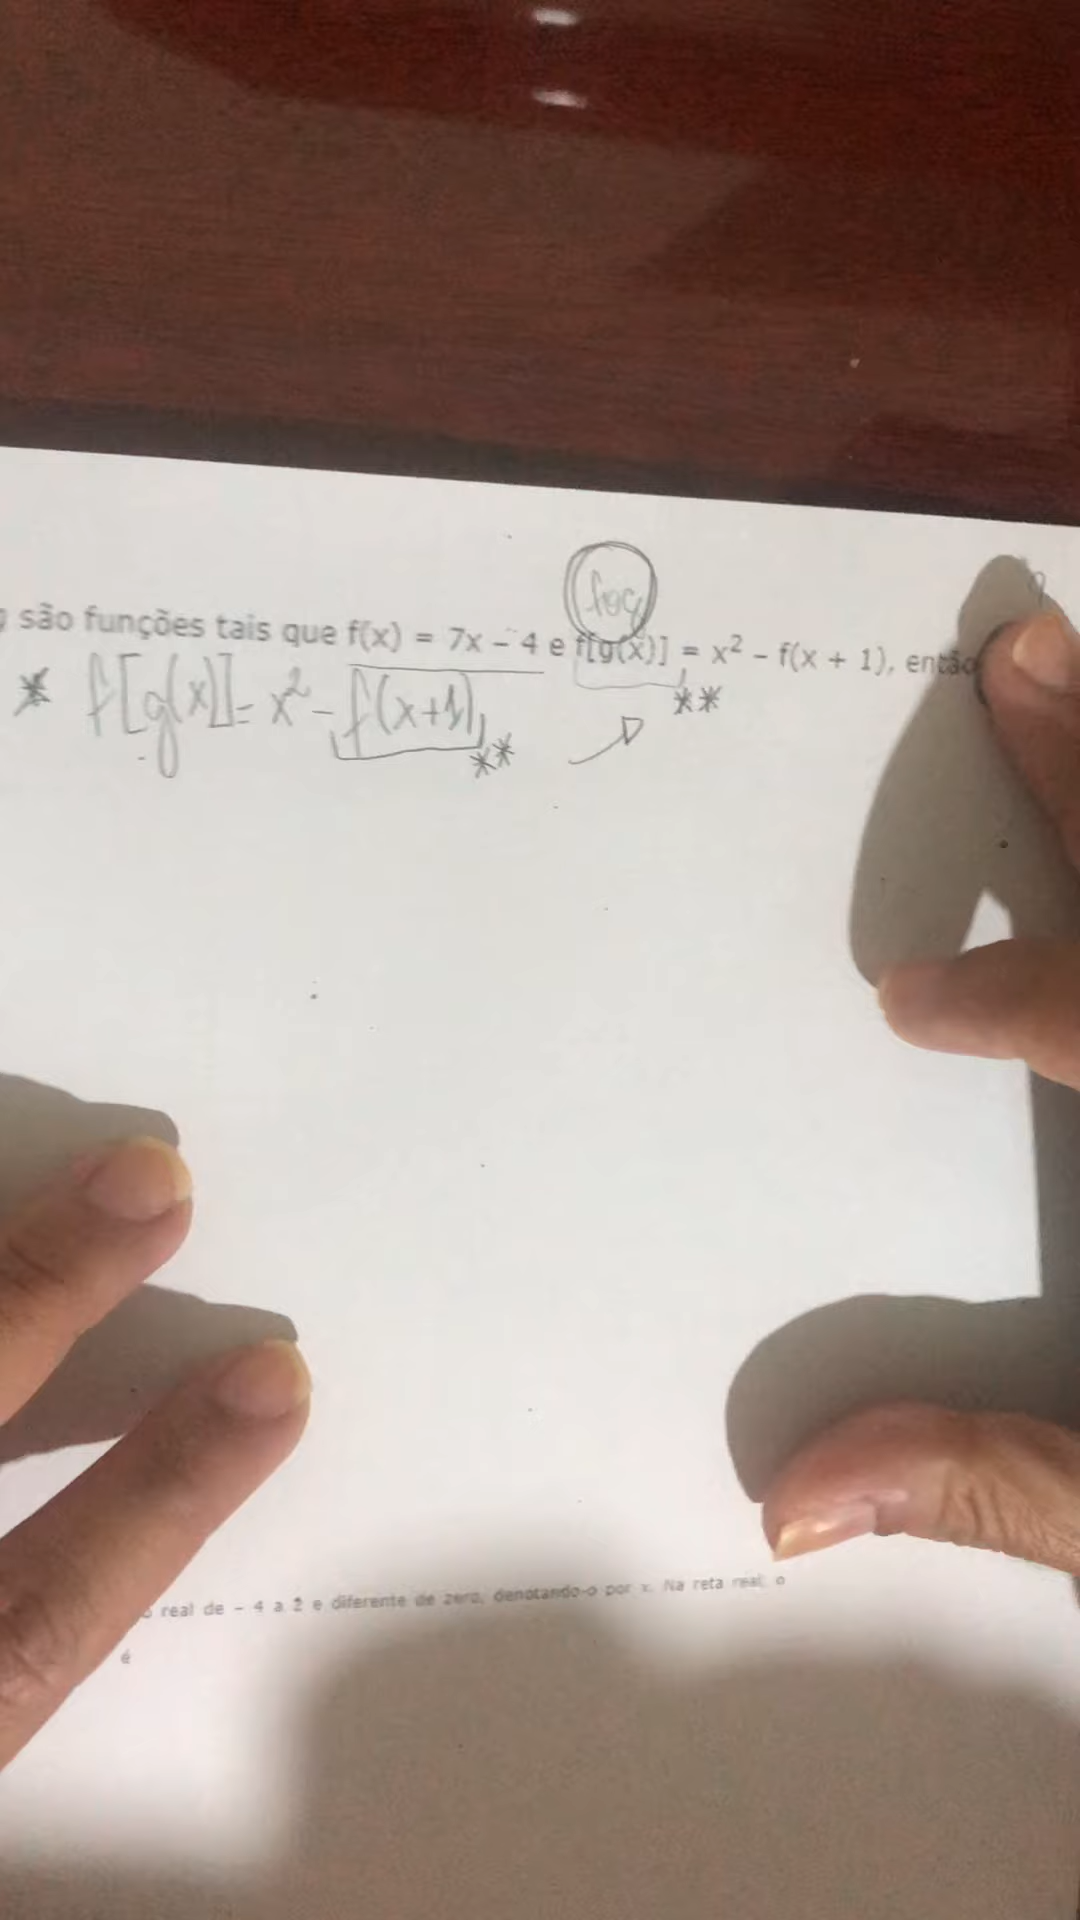 fog
são funções tais que f(x) = 7x - 4 e f[g(x)] = x² - f(x + 1), então
* f[g(x)] = x² - f(x+1) ** **
real de - 4 a 2 e diferente de zero, denotando-o por x. Na reta real, o
é